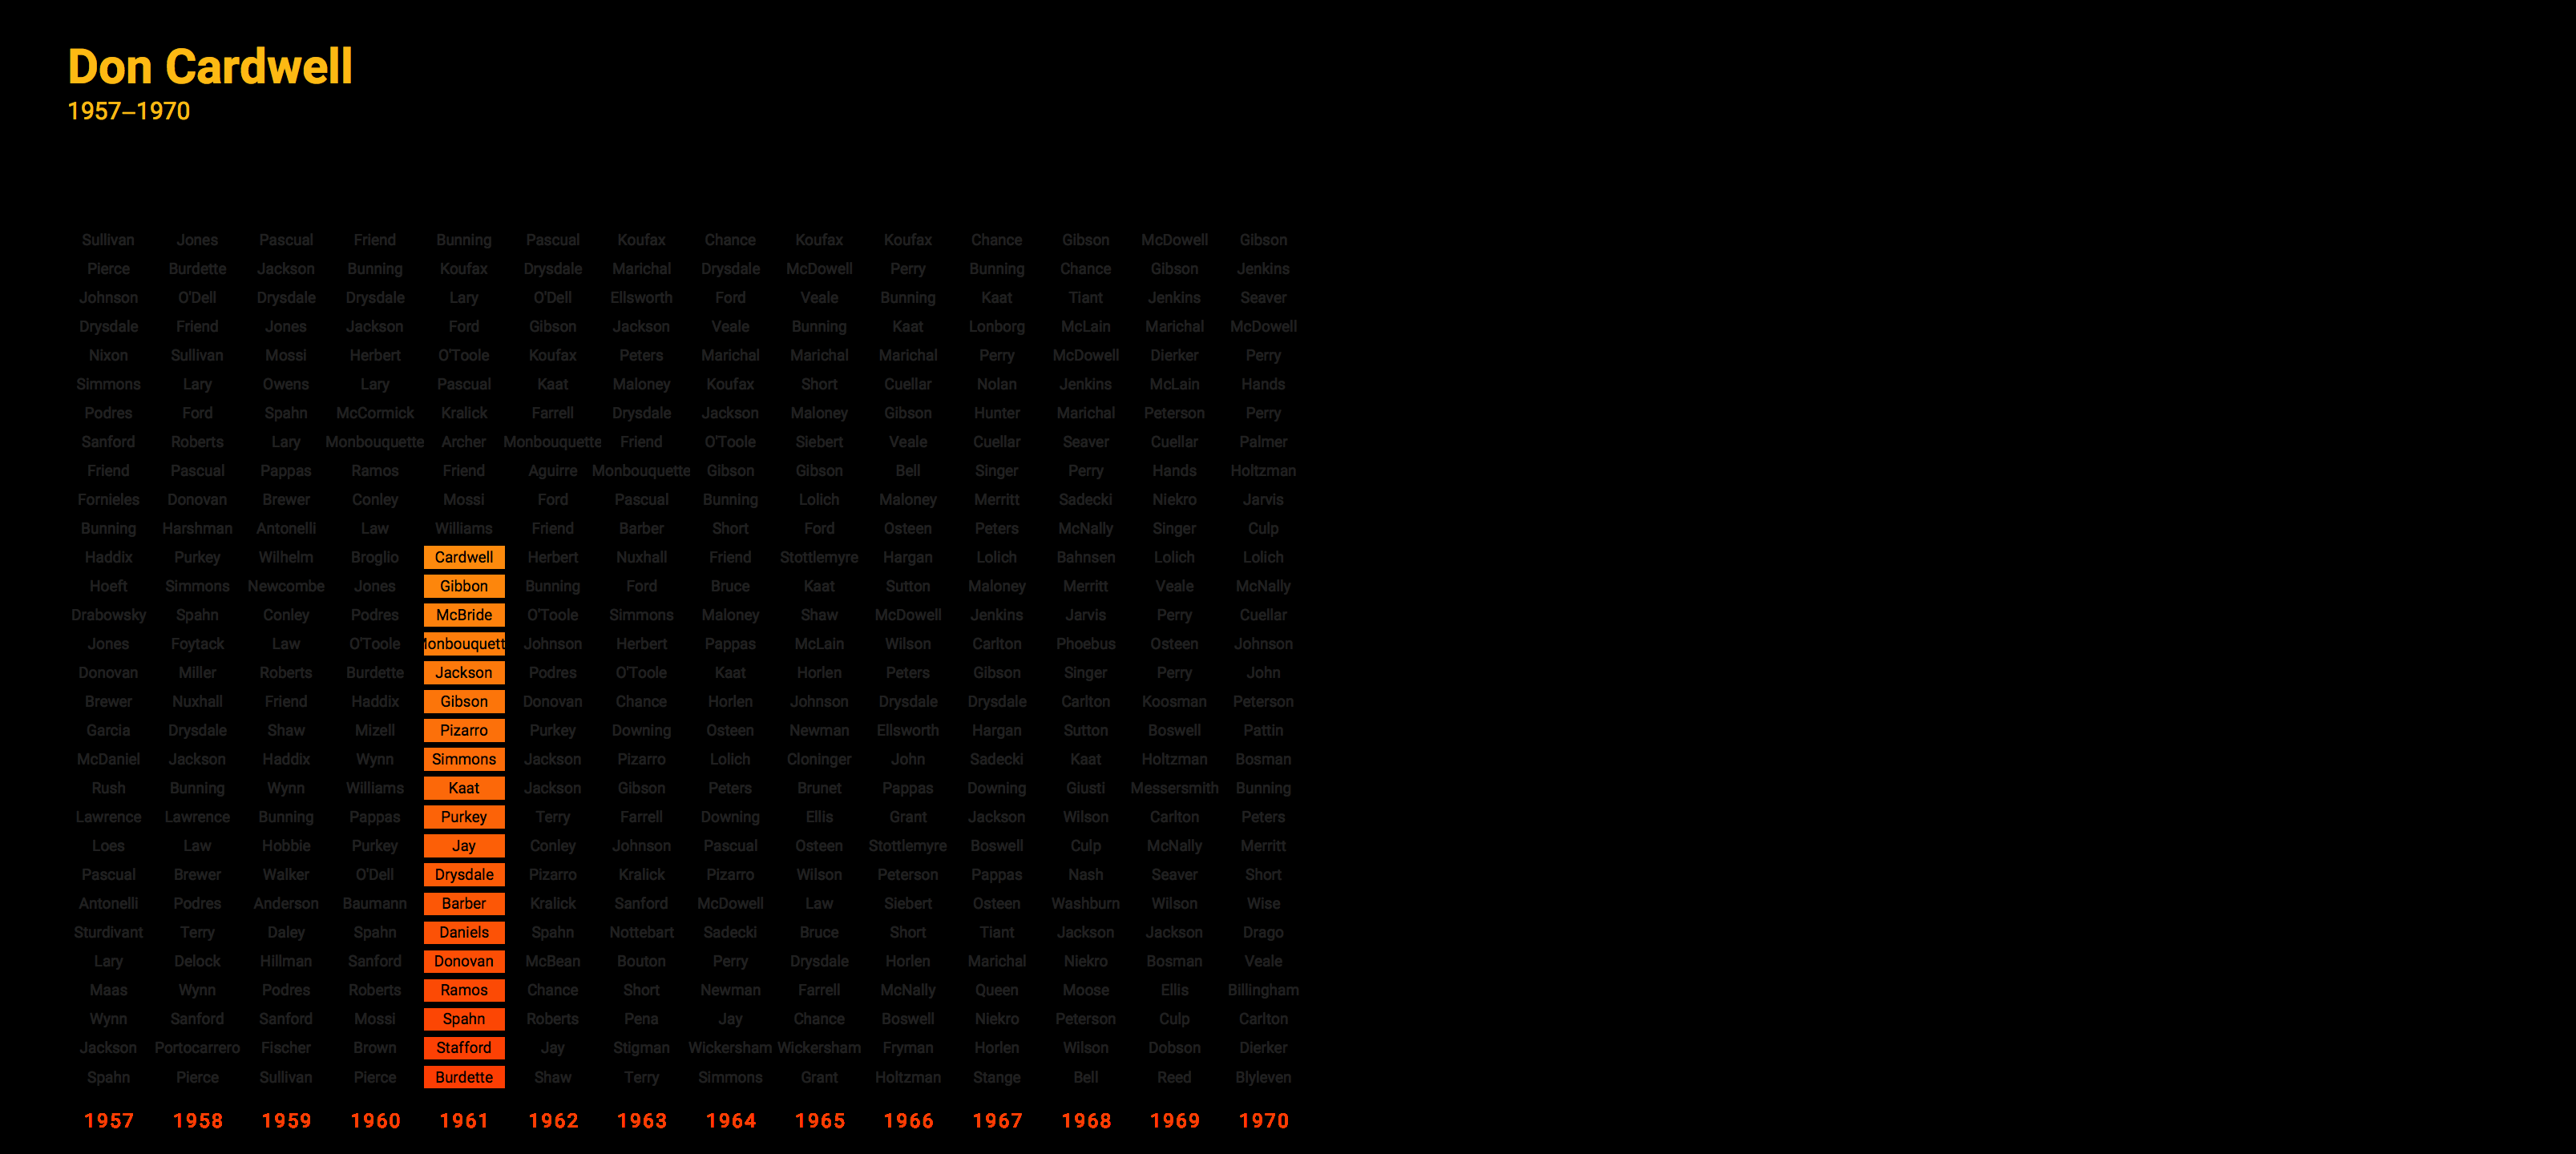 Don Cardwell
1957–1970
Sullivan Jones Pascual Friend Bunning Pascual Koufax Chance Koufax Koufax Chance Gibson McDowell Gibson
Pierce Burdette Jackson Bunning Koufax Drysdale Marichal Drysdale McDowell Perry Bunning Chance Gibson Jenkins
Johnson O'Dell Drysdale Drysdale Lary O'Dell Ellsworth Ford Veale Bunning Kaat Tiant Jenkins Seaver
Drysdale Friend Jones Jackson Ford Gibson Jackson Veale Bunning Kaat Lonborg McLain Marichal McDowell
Nixon Sullivan Mossi Herbert O'Toole Koufax Peters Marichal Marichal Marichal Perry McDowell Dierker Perry
Simmons Lary Owens Lary Pascual Kaat Maloney Koufax Short Cuellar Nolan Jenkins McLain Hands
Podres Ford Spahn McCormick Kralick Farrell Drysdale Jackson Maloney Gibson Hunter Marichal Peterson Perry
Sanford Roberts Lary Monbouquette Archer Monbouquette Friend O'Toole Siebert Veale Cuellar Seaver Cuellar Palmer
Friend Pascual Pappas Ramos Friend Aguirre Monbouquette Gibson Gibson Bell Singer Perry Hands Holtzman
Fornieles Donovan Brewer Conley Mossi Ford Pascual Bunning Lolich Maloney Merritt Sadecki Niekro Jarvis
Bunning Harshman Antonelli Law Williams Friend Barber Short Ford Osteen Peters McNally Singer Culp
Haddix Purkey Wilhelm Broglio Cardwell Herbert Nuxhall Friend Stottlemyre Hargan Lolich Bahnsen Lolich Lolich
Hoeft Simmons Newcombe Jones Gibbon Bunning Ford Bruce Kaat Sutton Maloney Merritt Veale McNally
Drabowsky Spahn Conley Podres McBride O'Toole Simmons Maloney Shaw McDowell Jenkins Jarvis Perry Cuellar
Jones Foytack Law O'Toole Monbouquett Johnson Herbert Pappas McLain Wilson Carlton Phoebus Osteen Johnson
Donovan Miller Roberts Burdette Jackson Podres O'Toole Kaat Horlen Peters Gibson Singer Perry John
Brewer Nuxhall Friend Haddix Gibson Donovan Chance Horlen Johnson Drysdale Drysdale Carlton Koosman Peterson
Garcia Drysdale Shaw Mizell Pizarro Purkey Downing Osteen Newman Ellsworth Hargan Sutton Boswell Pattin
McDaniel Jackson Haddix Wynn Simmons Jackson Pizarro Lolich Cloninger John Sadecki Kaat Holtzman Bosman
Rush Bunning Wynn Williams Kaat Jackson Gibson Peters Brunet Pappas Downing Giusti Messersmith Bunning
Lawrence Lawrence Bunning Pappas Purkey Terry Farrell Downing Ellis Grant Jackson Wilson Carlton Peters
Loes Law Hobbie Purkey Jay Conley Johnson Pascual Osteen Stottlemyre Boswell Culp McNally Merritt
Pascual Brewer Walker O'Dell Drysdale Pizarro Kralick Pizarro Wilson Peterson Pappas Nash Seaver Short
Antonelli Podres Anderson Baumann Barber Kralick Sanford McDowell Law Siebert Osteen Washburn Wilson Wise
Sturdivant Terry Daley Spahn Daniels Spahn Nottebart Sadecki Bruce Short Tiant Jackson Jackson Drago
Lary Delock Hillman Sanford Donovan McBean Bouton Perry Drysdale Horlen Marichal Niekro Bosman Veale
Maas Wynn Podres Roberts Ramos Chance Short Newman Farrell McNally Queen Moose Ellis Billingham
Wynn Sanford Sanford Mossi Spahn Roberts Pena Jay Chance Boswell Niekro Peterson Culp Carlton
Jackson Portocarrero Fischer Brown Stafford Jay Stigman Wickersham Wickersham Fryman Horlen Wilson Dobson Dierker
Spahn Pierce Sullivan Pierce Burdette Shaw Terry Simmons Grant Holtzman Stange Bell Reed Blyleven
1957 1958 1959 1960 1961 1962 1963 1964 1965 1966 1967 1968 1969 1970